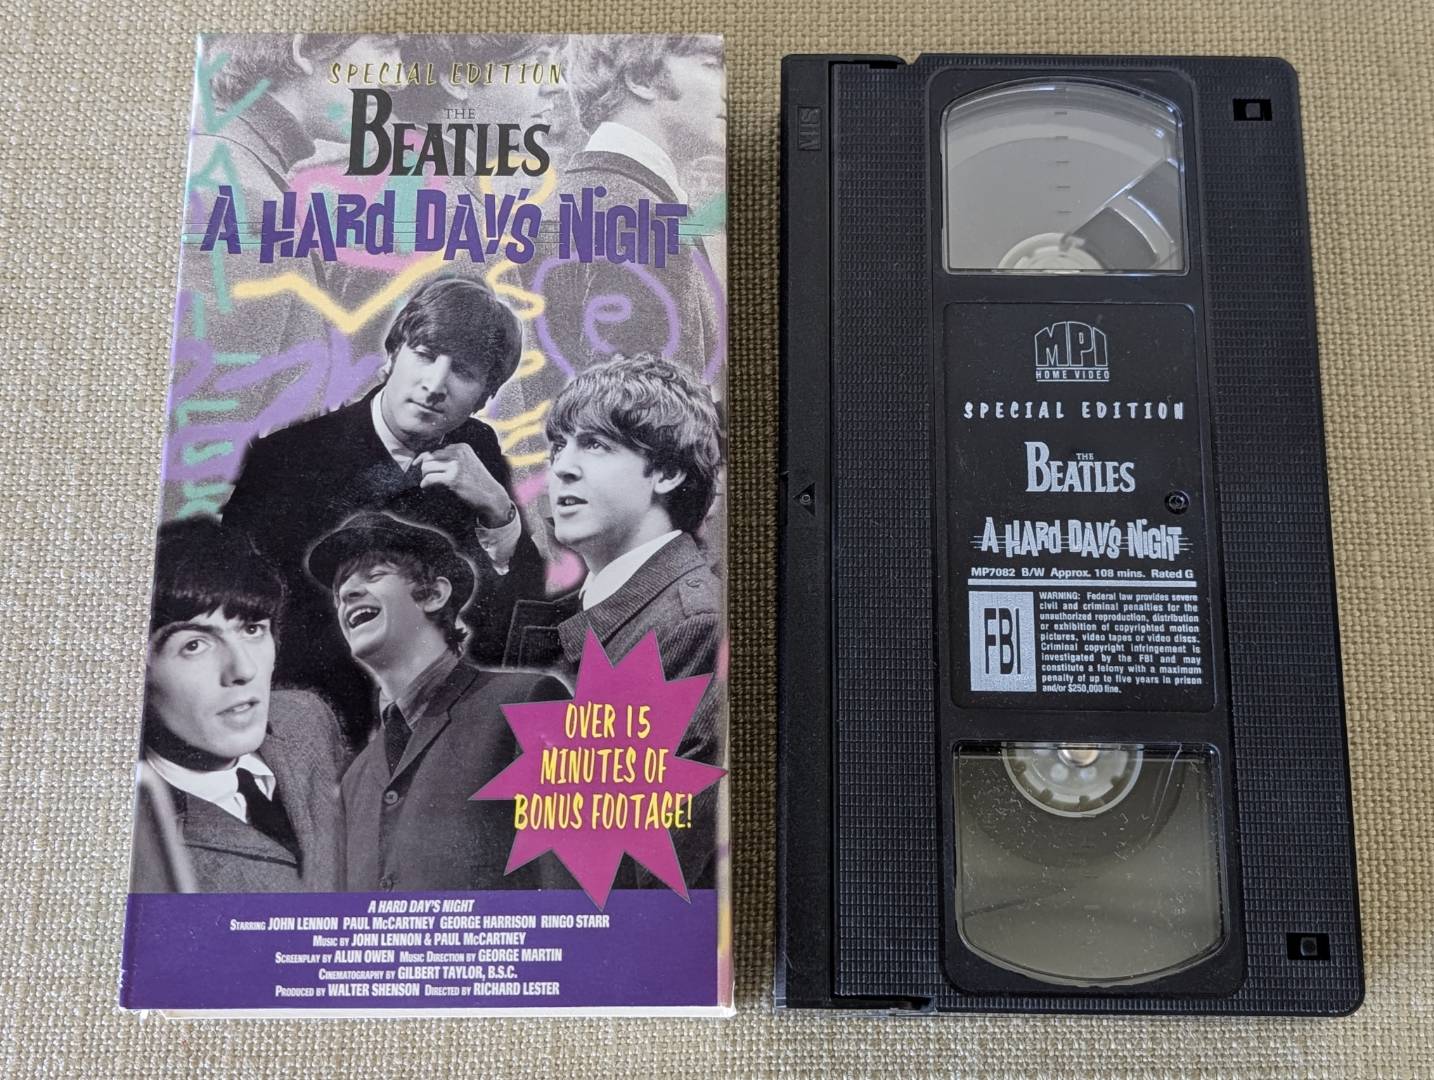 SPECIAL EDITION
THE
BEATLES
A HARD DAY'S NIGHT
OVER 15
MINUTES OF
BONUS FOOTAGE!
A HARD DAY'S NIGHT
STARRING JOHN LENNON PAUL McCARTNEY GEORGE HARRISON RINGO STARR
MUSIC BY JOHN LENNON & PAUL McCARTNEY
SCREENPLAY BY ALUN OWEN MUSIC DIRECTION BY GEORGE MARTIN
CINEMATOGRAPHY BY GILBERT TAYLOR, B.S.C.
PRODUCED BY WALTER SHENSON DIRECTED BY RICHARD LESTER
VHS
MPI
HOME VIDEO
SPECIAL EDITION
THE
BEATLES
A HARD DAY'S NIGHT
MP7082 B/W Approx. 108 mins. Rated G
FBI
WARNING: Federal law provides severe
civil and criminal penalties for the
unauthorized reproduction, distribution
or exhibition of copyrighted motion
pictures, video tapes or video discs.
Criminal copyright infringement is
investigated by the FBI and may
constitute a felony with a maximum
penalty of up to five years in prison
and/or $250,000 fine.